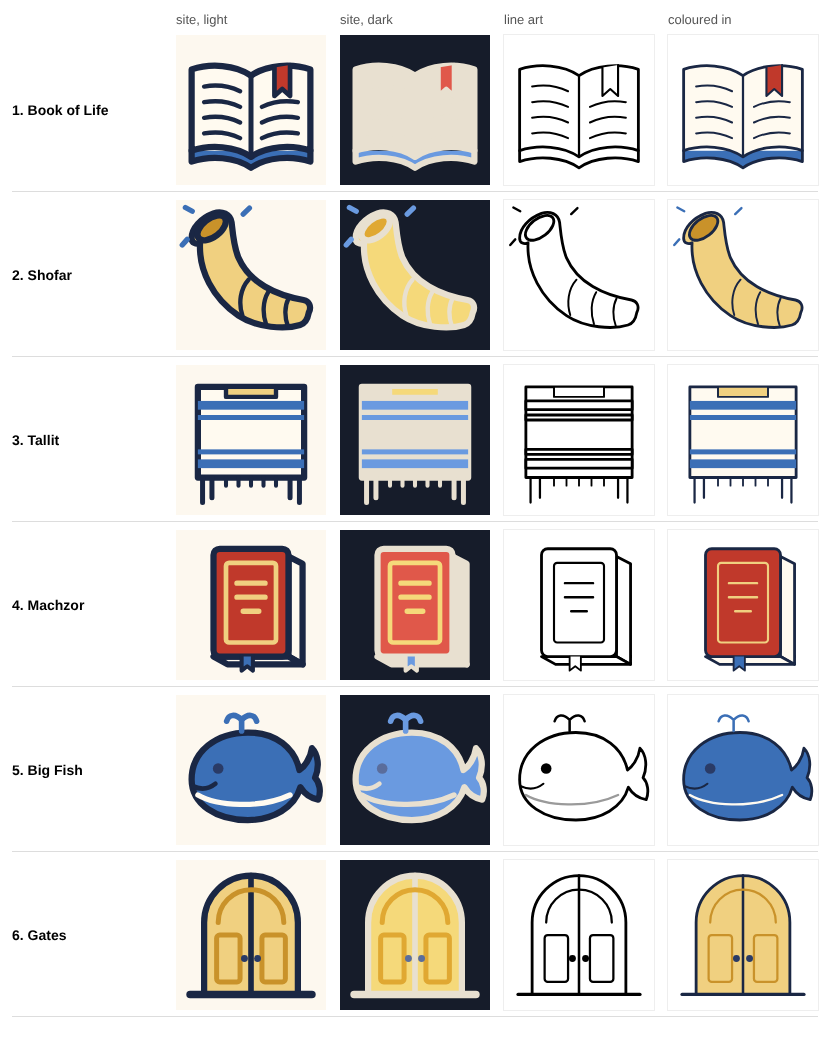 site, light
site, dark
line art
coloured in
1. Book of Life
2. Shofar
3. Tallit
4. Machzor
5. Big Fish
6. Gates